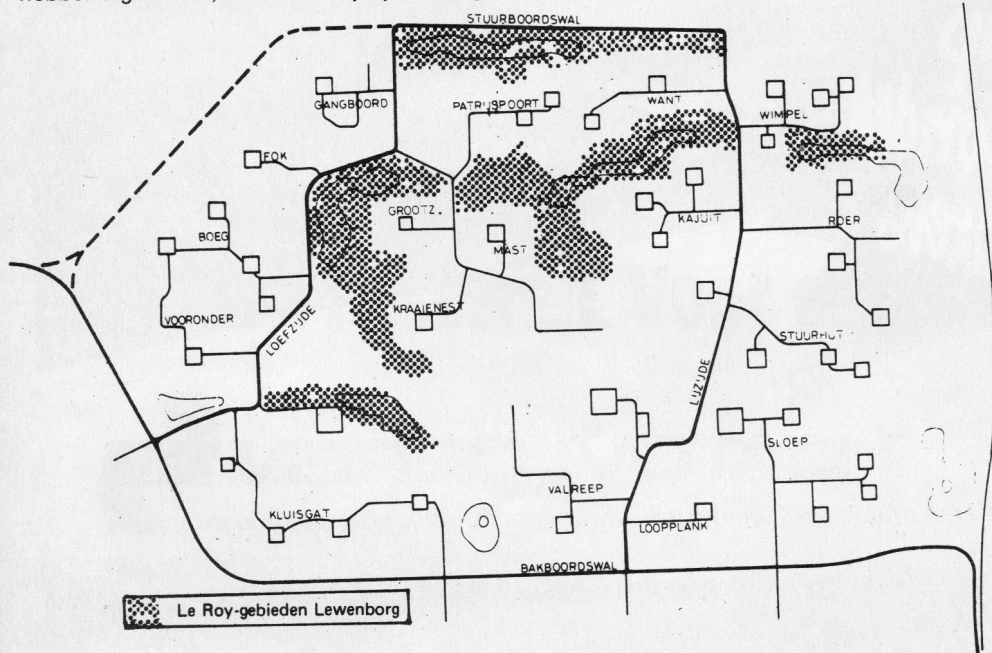 STUURBOORDSWAL
GANGBOORD
PATRIJSPOORT
WANT
WIMPEL
FOK
GROOTZ.
KAJUIT
ROER
BOEG
MAST
VOORONDER
LOEFZIJDE
KRAAIENEST
STUURHUT
LIJZIJDE
SLOEP
VALREEP
KLUISGAT
LOOPPLANK
BAKBOORDSWAL
Le Roy-gebieden Lewenborg